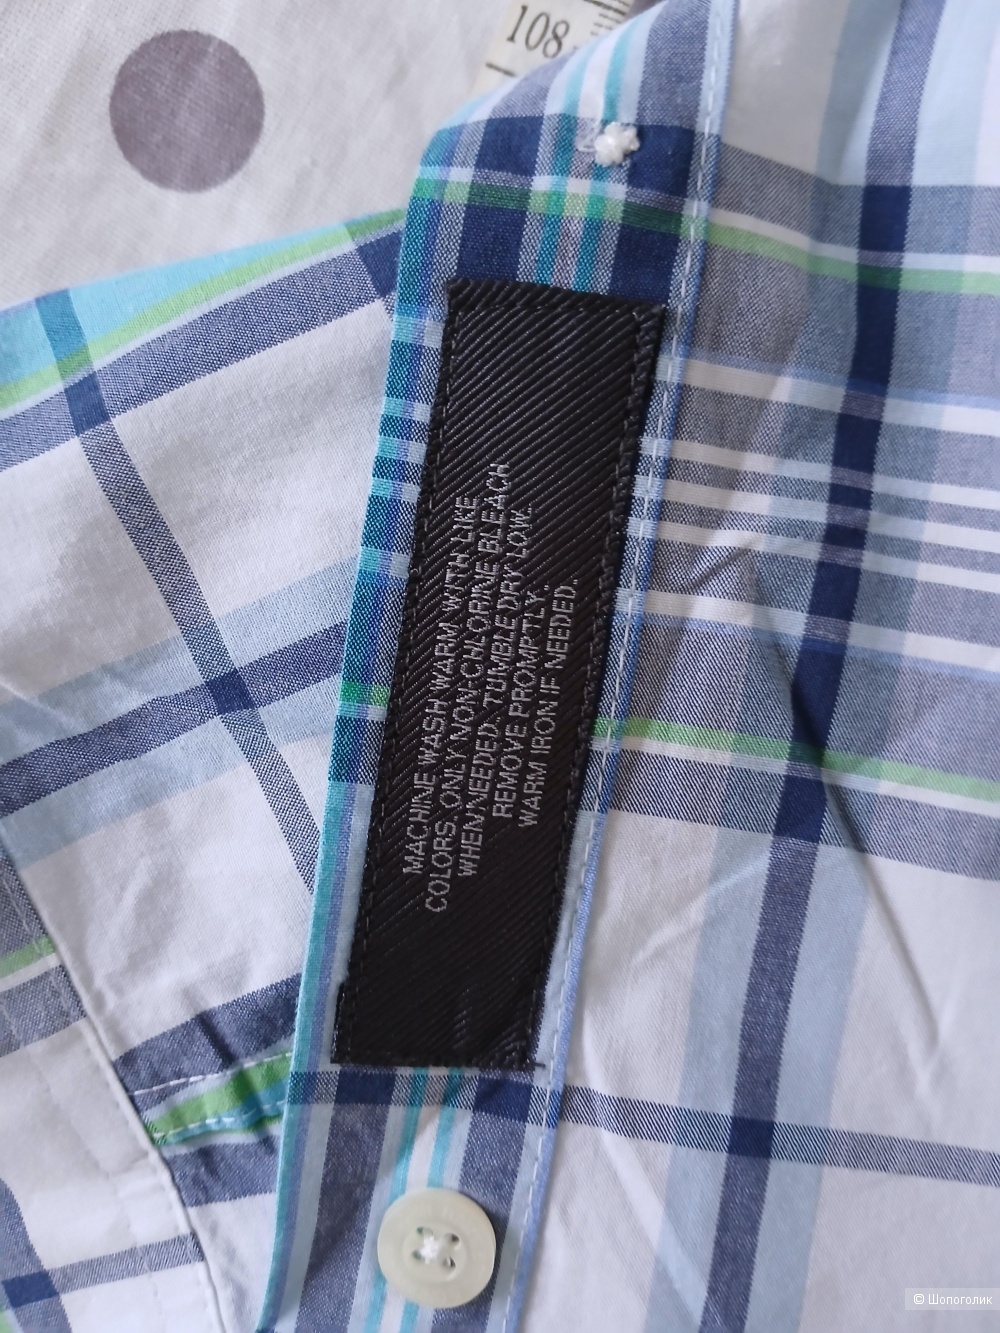 108
MACHINE WASH WARM WITH LIKE
COLORS. ONLY NON-CHLORINE BLEACH
WHEN NEEDED. TUMBLE DRY LOW.
REMOVE PROMPTLY.
WARM IRON IF NEEDED.
© Шопоголик